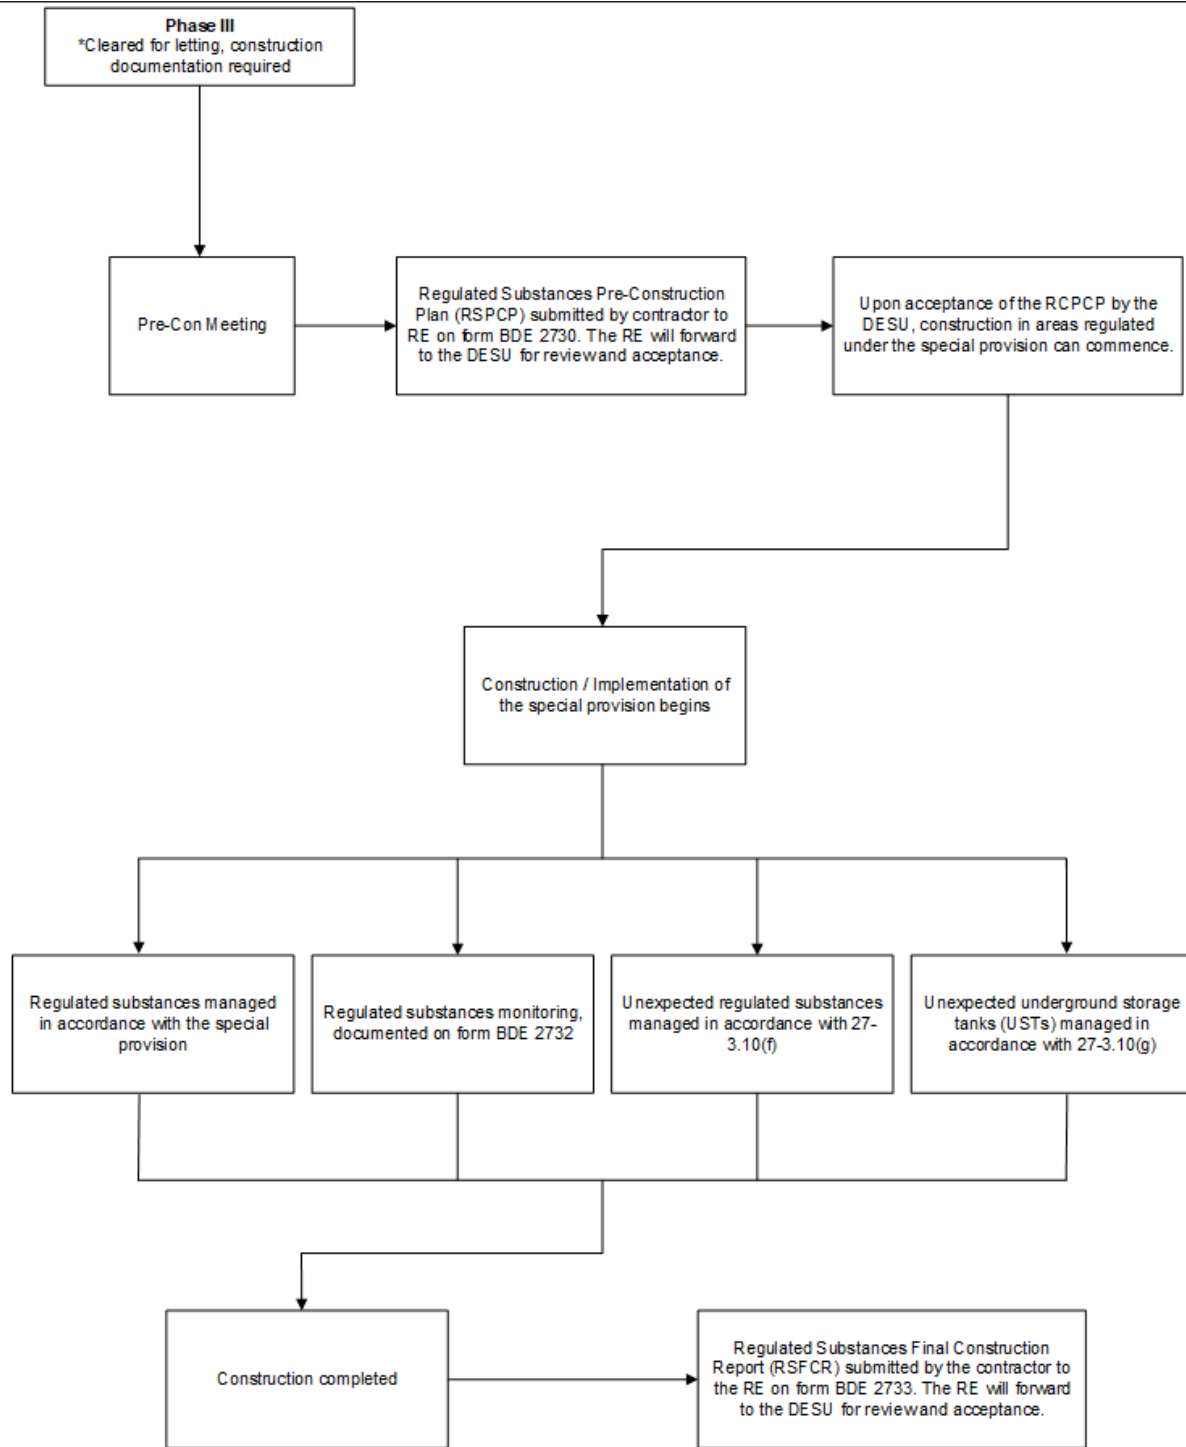 Phase III
*Cleared for letting, construction
documentation required
Pre-Con Meeting
Regulated Substances Pre-Construction
Plan (RSPCP) submitted by contractor to
RE on form BDE 2730. The RE will forward
to the DESU for review and acceptance.
Upon acceptance of the RCPCP by the
DESU, construction in areas regulated
under the special provision can commence.
Construction / Implementation of
the special provision begins
Regulated substances managed
in accordance with the special
provision
Regulated substances monitoring,
documented on form BDE 2732
Unexpected regulated substances
managed in accordance with 27-
3.10(f)
Unexpected underground storage
tanks (USTs) managed in
accordance with 27-3.10(g)
Construction completed
Regulated Substances Final Construction
Report (RSFCR) submitted by the contractor to
the RE on form BDE 2733. The RE will forward
to the DESU for review and acceptance.